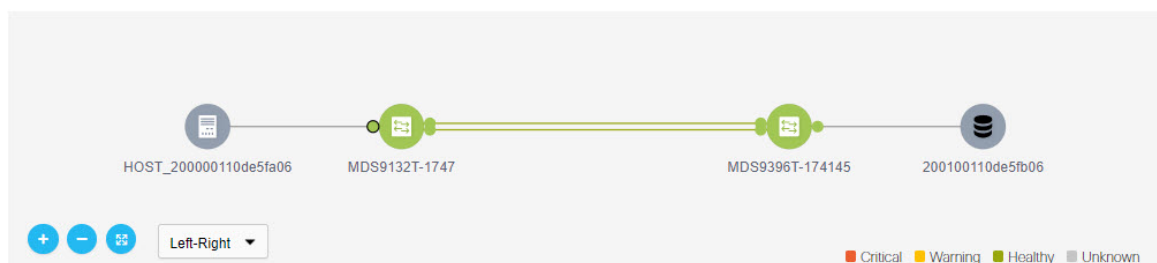 HOST_200000110de5fa06 MDS9132T-1747 MDS9396T-174145 200100110de5fb06
Left-Right
Critical Warning Healthy Unknown